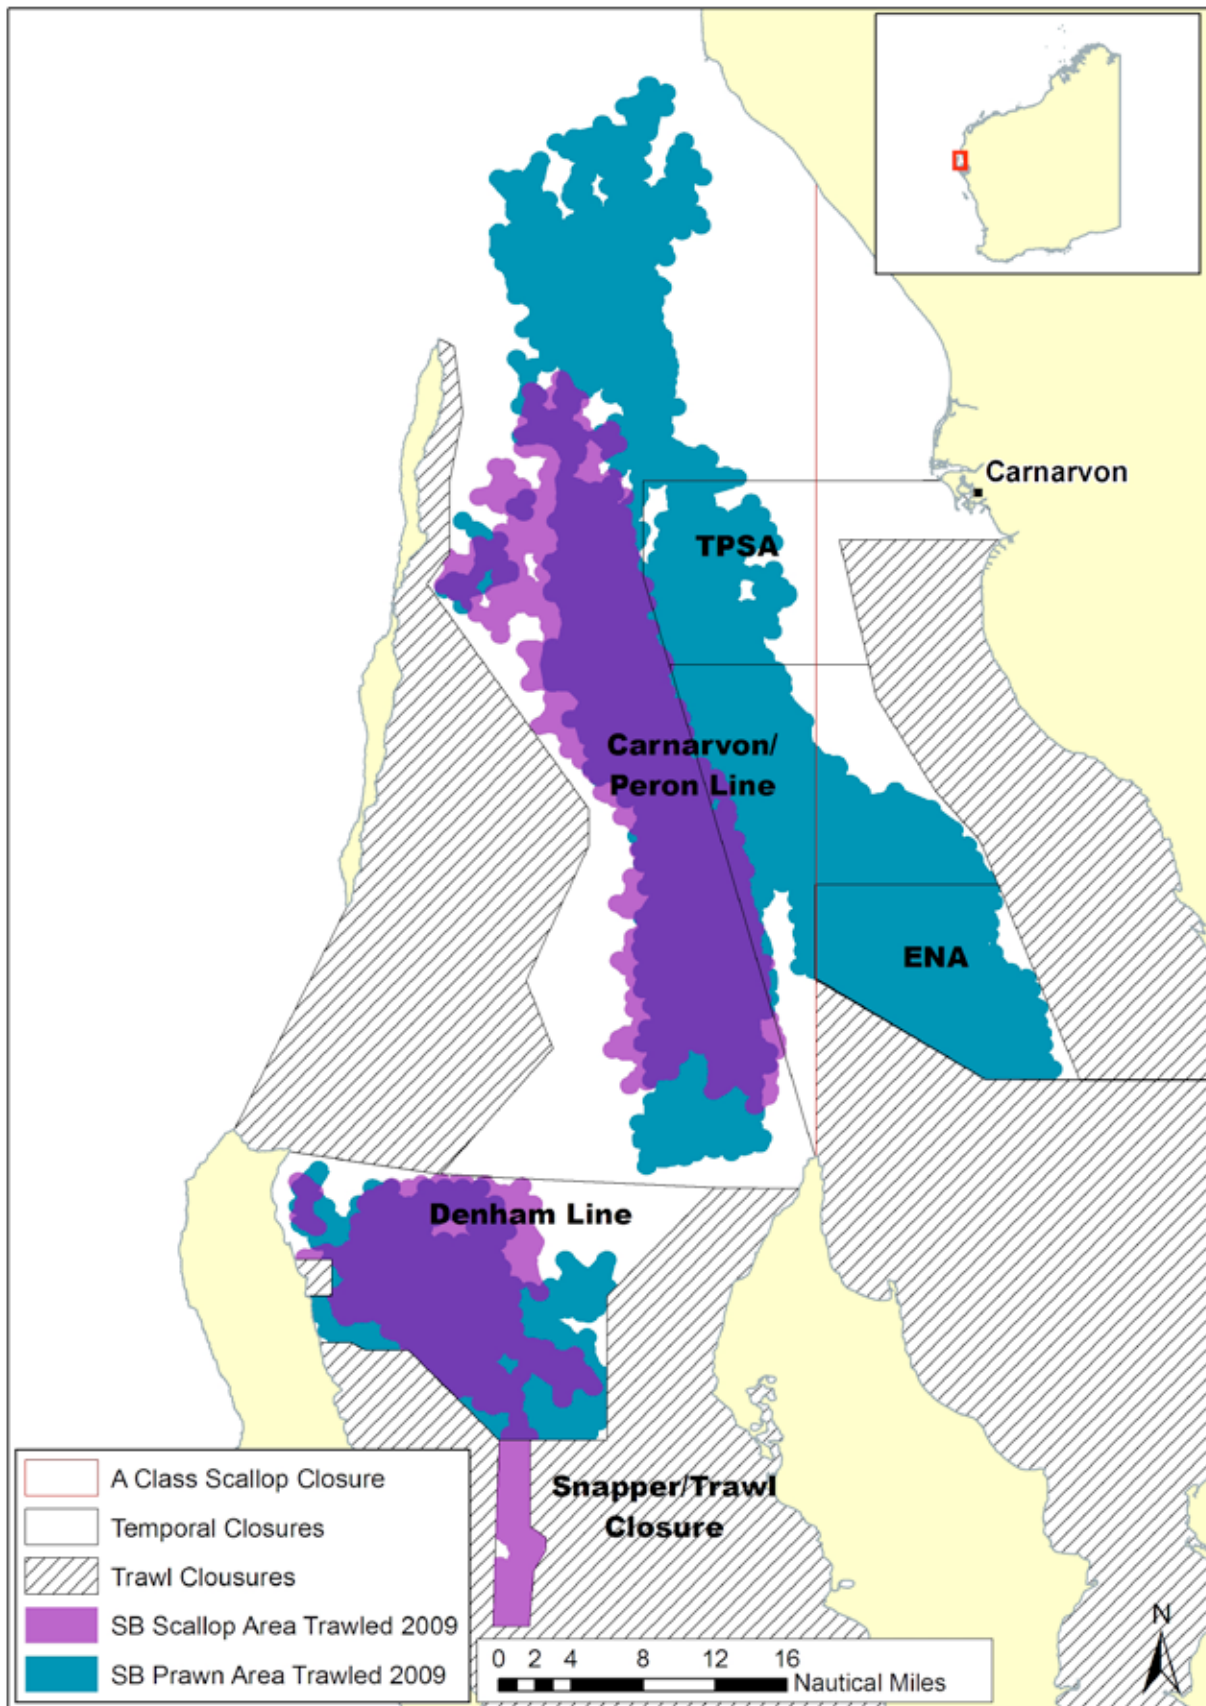 Carnarvon
TPSA
Carnarvon/
Peron Line
ENA
Denham Line
Snapper/Trawl
Closure
A Class Scallop Closure
Temporal Closures
Trawl Clousures
SB Scallop Area Trawled 2009
SB Prawn Area Trawled 2009
0 2 4 8 12 16
Nautical Miles
N